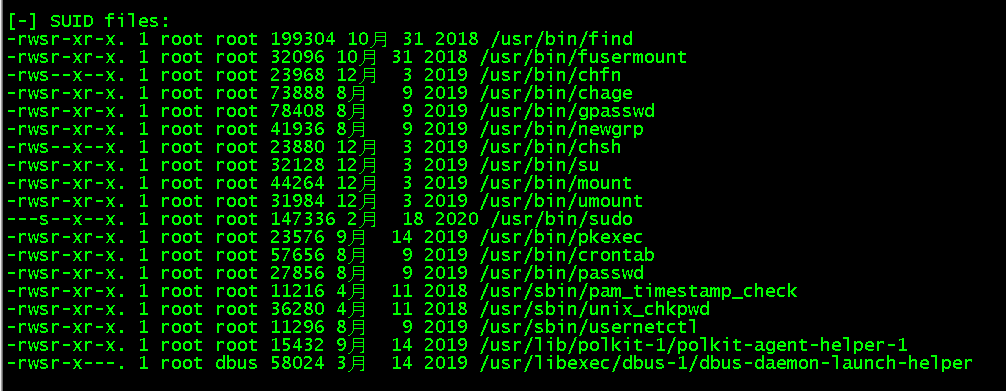 [-] SUID files:
-rwsr-xr-x. 1 root root 199304 10月 31 2018 /usr/bin/find
-rwsr-xr-x. 1 root root 32096 10月 31 2018 /usr/bin/fusermount
-rws--x--x. 1 root root 23968 12月 3 2019 /usr/bin/chfn
-rwsr-xr-x. 1 root root 73888 8月 9 2019 /usr/bin/chage
-rwsr-xr-x. 1 root root 78408 8月 9 2019 /usr/bin/gpasswd
-rwsr-xr-x. 1 root root 41936 8月 9 2019 /usr/bin/newgrp
-rws--x--x. 1 root root 23880 12月 3 2019 /usr/bin/chsh
-rwsr-xr-x. 1 root root 32128 12月 3 2019 /usr/bin/su
-rwsr-xr-x. 1 root root 44264 12月 3 2019 /usr/bin/mount
-rwsr-xr-x. 1 root root 31984 12月 3 2019 /usr/bin/umount
---s--x--x. 1 root root 147336 2月 18 2020 /usr/bin/sudo
-rwsr-xr-x. 1 root root 23576 9月 14 2019 /usr/bin/pkexec
-rwsr-xr-x. 1 root root 57656 8月 9 2019 /usr/bin/crontab
-rwsr-xr-x. 1 root root 27856 8月 9 2019 /usr/bin/passwd
-rwsr-xr-x. 1 root root 11216 4月 11 2018 /usr/sbin/pam_timestamp_check
-rwsr-xr-x. 1 root root 36280 4月 11 2018 /usr/sbin/unix_chkpwd
-rwsr-xr-x. 1 root root 11296 8月 9 2019 /usr/sbin/usernetctl
-rwsr-xr-x. 1 root root 15432 9月 14 2019 /usr/lib/polkit-1/polkit-agent-helper-1
-rwsr-x---. 1 root dbus 58024 3月 14 2019 /usr/libexec/dbus-1/dbus-daemon-launch-helper